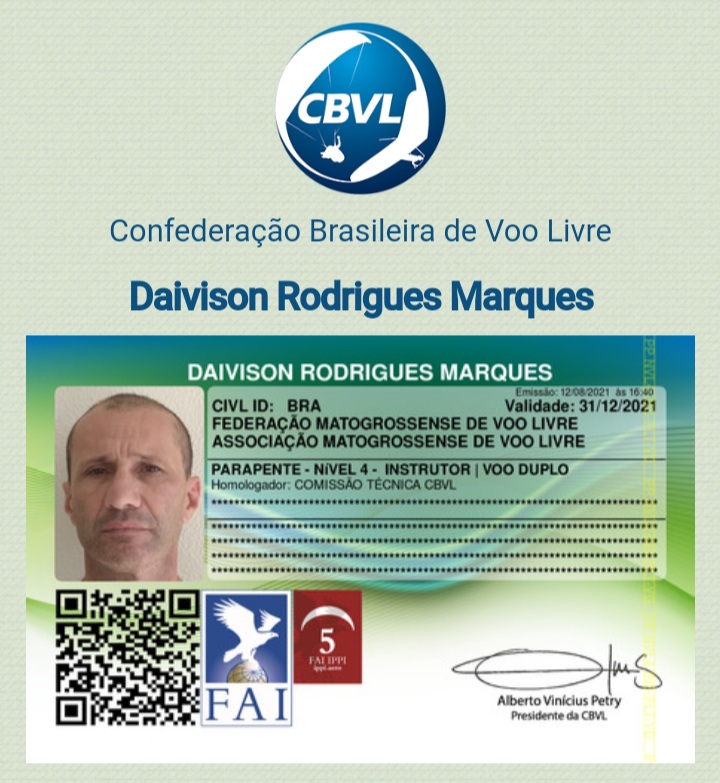 CBVL
Confederação Brasileira de Voo Livre
Daivison Rodrigues Marques
DAIVISON RODRIGUES MARQUES
Emissão: 12/08/2021 às 16:40
CIVL ID: BRA
Validade: 31/12/2021
FEDERAÇÃO MATOGROSSENSE DE VOO LIVRE
ASSOCIAÇÃO MATOGROSSENSE DE VOO LIVRE
PARAPENTE - NíVEL 4 - INSTRUTOR | VOO DUPLO
Homologador: COMISSÃO TÉCNICA CBVL
FAI
5
FAI IPPI
ippi.aero
Alberto Vinícius Petry
Presidente da CBVL